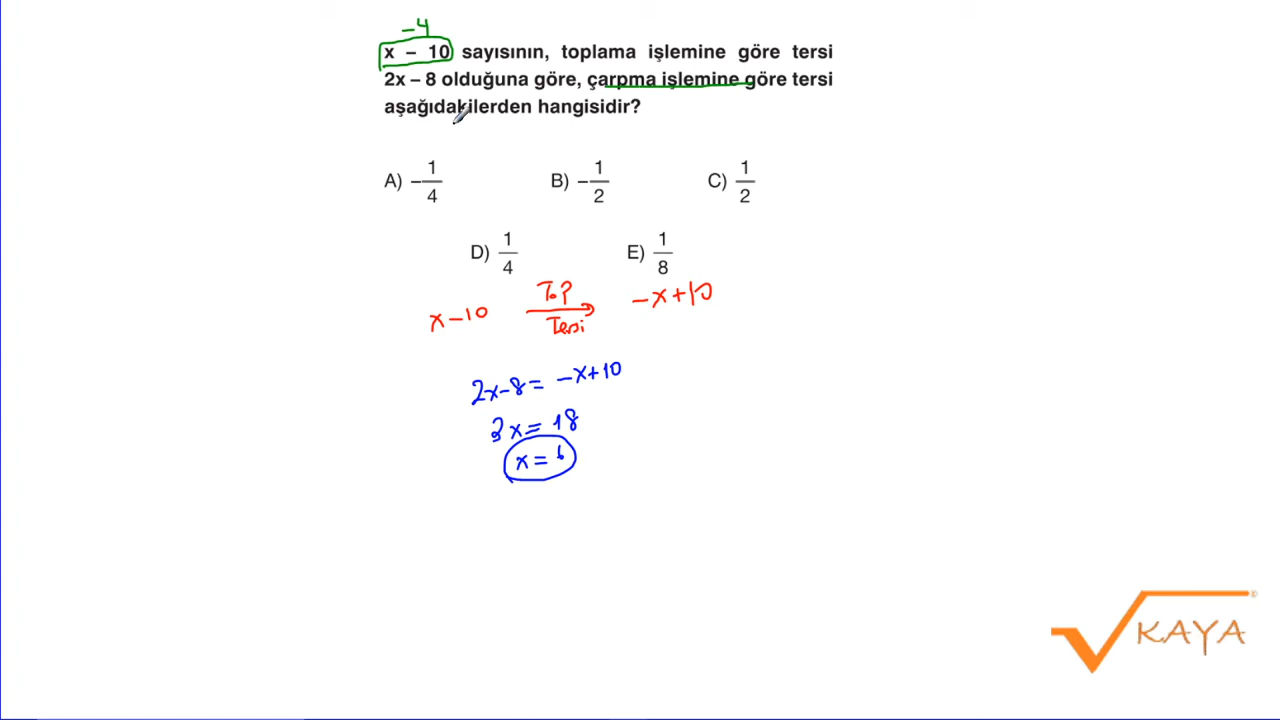 −4
x − 10 sayısının, toplama işlemine göre tersi
2x − 8 olduğuna göre, çarpma işlemine göre tersi
aşağıdakilerden hangisidir?
A) −1/4 B) −1/2 C) 1/2
D) 1/4 E) 1/8
x−10 Top Tersi −x+10
2x−8= −x+10
3x= 18
x= 6
KAYA